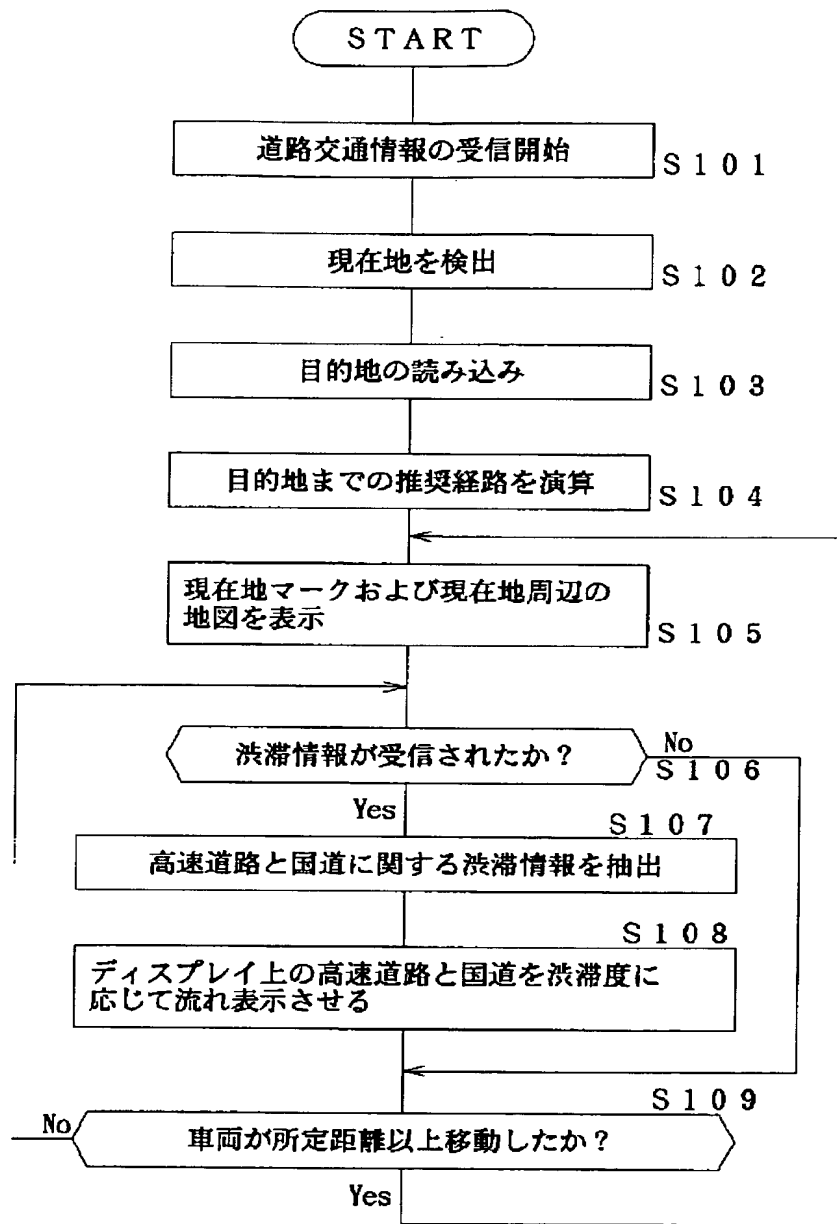 START
道路交通情報の受信開始
S101
現在地を検出
S102
目的地の読み込み
S103
目的地までの推奨経路を演算
S104
現在地マークおよび現在地周辺の
地図を表示
S105
渋滞情報が受信されたか?
No
S106
Yes
S107
高速道路と国道に関する渋滞情報を抽出
S108
ディスプレイ上の高速道路と国道を渋滞度に
応じて流れ表示させる
S109
No
車両が所定距離以上移動したか?
Yes